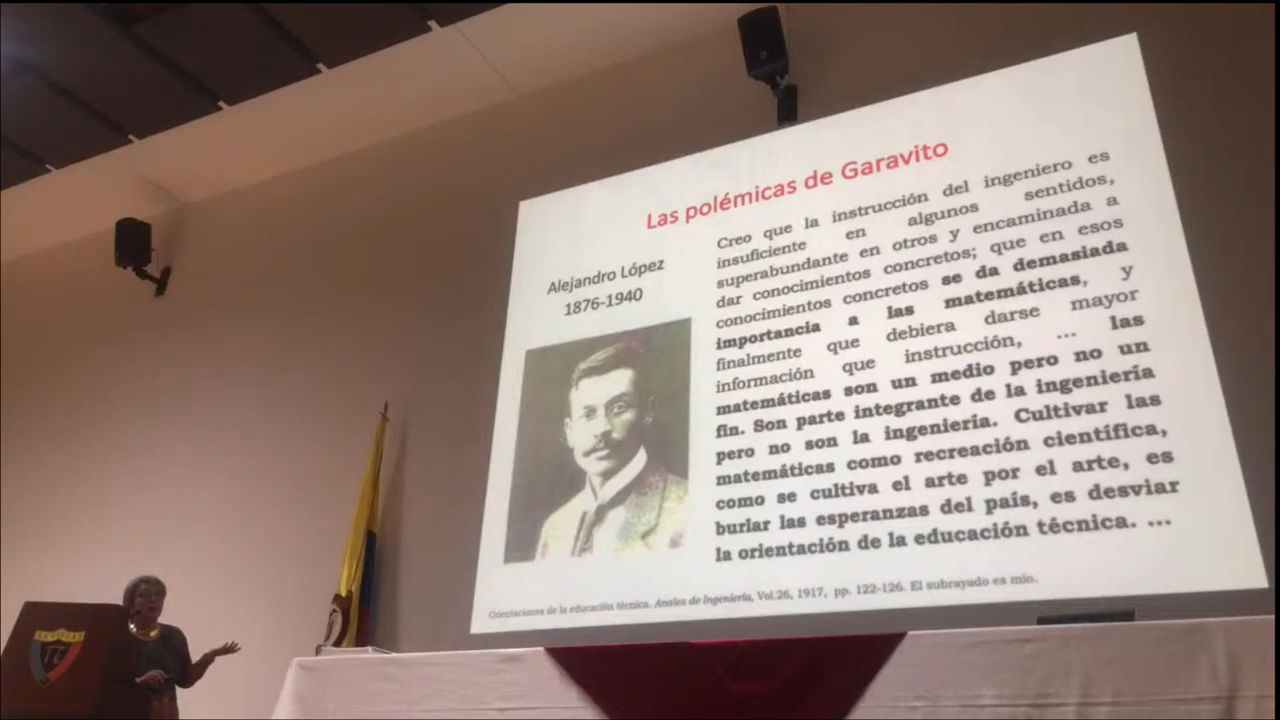 Las polémicas de Garavito
Alejandro López
1876-1940
Creo que la instrucción del ingeniero es
insuficiente en algunos sentidos,
superabundante en otros y encaminada a
dar conocimientos concretos; que en esos
conocimientos concretos se da demasiada
importancia a las matemáticas, y
finalmente que debiera darse mayor
información que instrucción, ... las
matemáticas son un medio pero no un
fin. Son parte integrante de la ingeniería
pero no son la ingeniería. Cultivar las
matemáticas como recreación científica,
como se cultiva el arte por el arte, es
burlar las esperanzas del país, es desviar
la orientación de la educación técnica. ...
Orientaciones de la educación técnica. Anales de Ingeniería, Vol.26, 1917, pp. 122-126. El subrayado es mío.
π